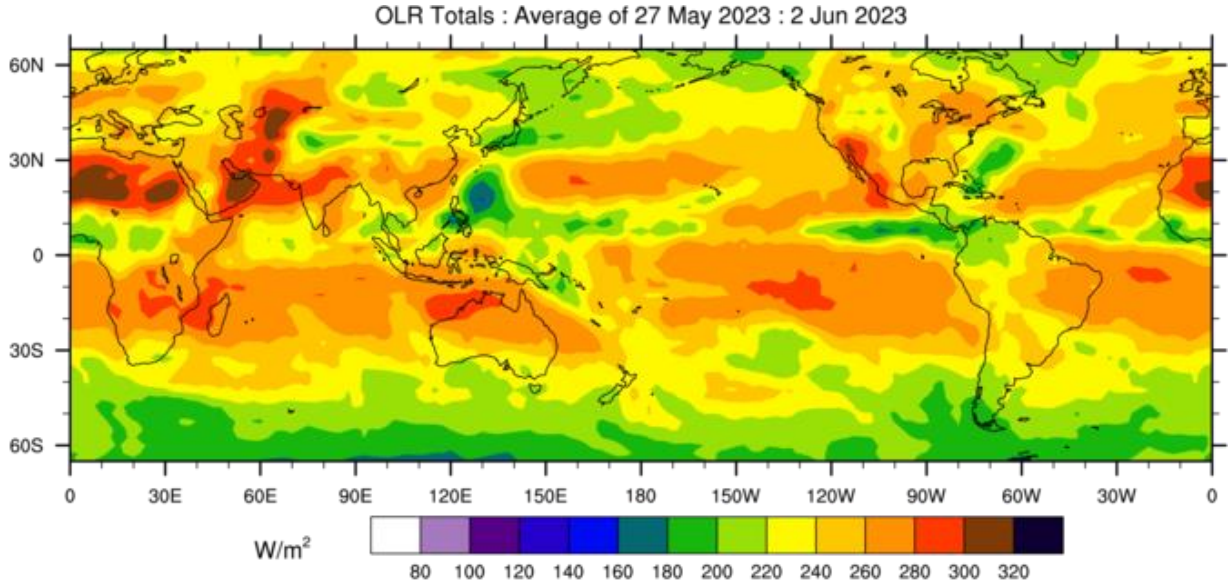 OLR Totals : Average of 27 May 2023 : 2 Jun 2023
60N
30N
0
30S
60S
0 30E 60E 90E 120E 150E 180 150W 120W 90W 60W 30W 0
W/m²
80 100 120 140 160 180 200 220 240 260 280 300 320